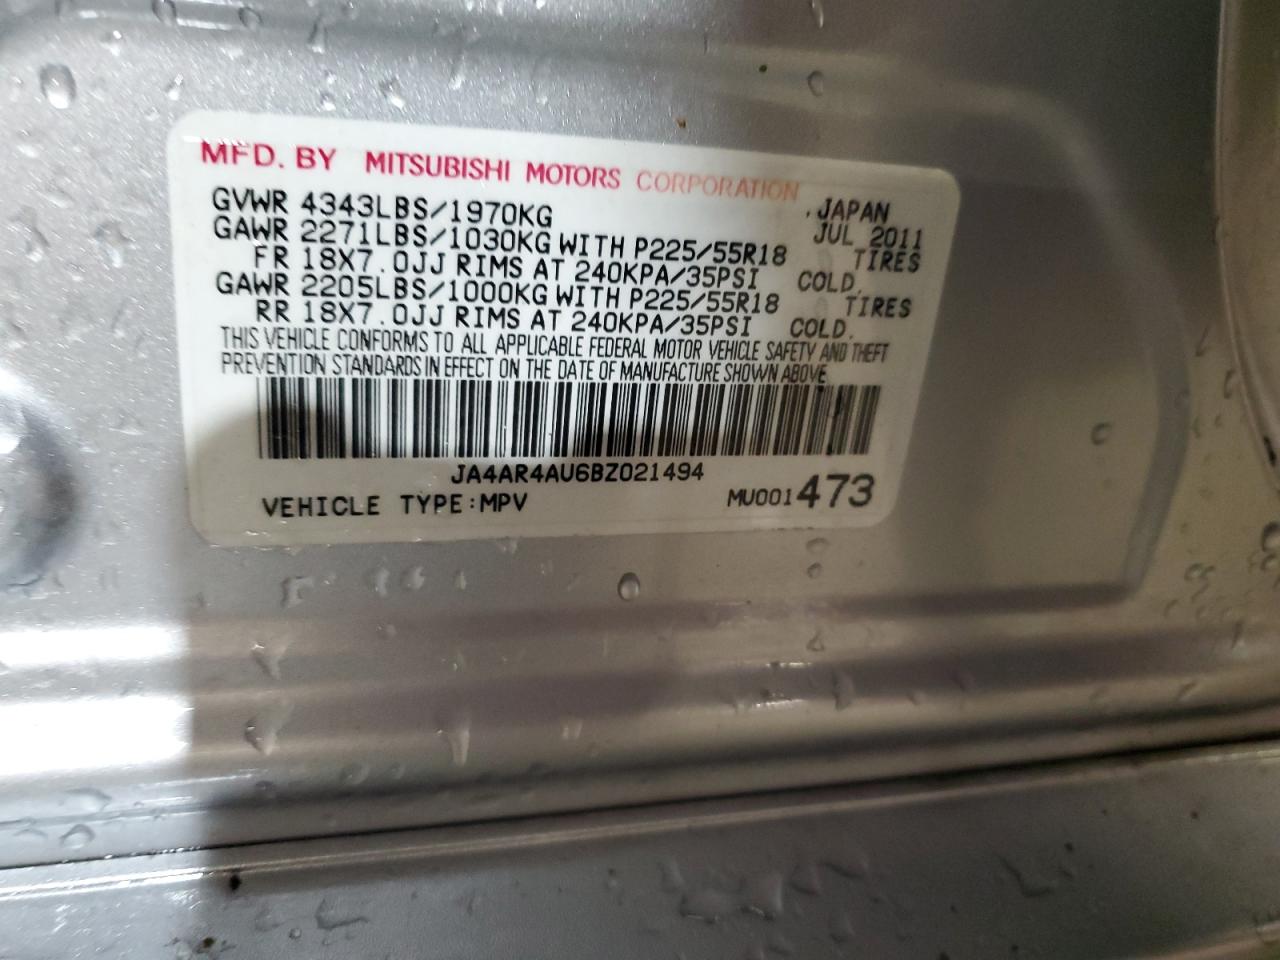 MFD. BY MITSUBISHI MOTORS CORPORATION
GVWR 4343LBS/1970KG JAPAN
GAWR 2271LBS/1030KG WITH P225/55R18 JUL 2011
FR 18X7.0JJ RIMS AT 240KPA/35PSI TIRES
GAWR 2205LBS/1000KG WITH P225/55R18 COLD.
RR 18X7.0JJ RIMS AT 240KPA/35PSI TIRES
COLD.
THIS VEHICLE CONFORMS TO ALL APPLICABLE FEDERAL MOTOR VEHICLE SAFETY AND THEFT
PREVENTION STANDARDS IN EFFECT ON THE DATE OF MANUFACTURE SHOWN ABOVE
JA4AR4AU6BZ021494
VEHICLE TYPE:MPV MU001473